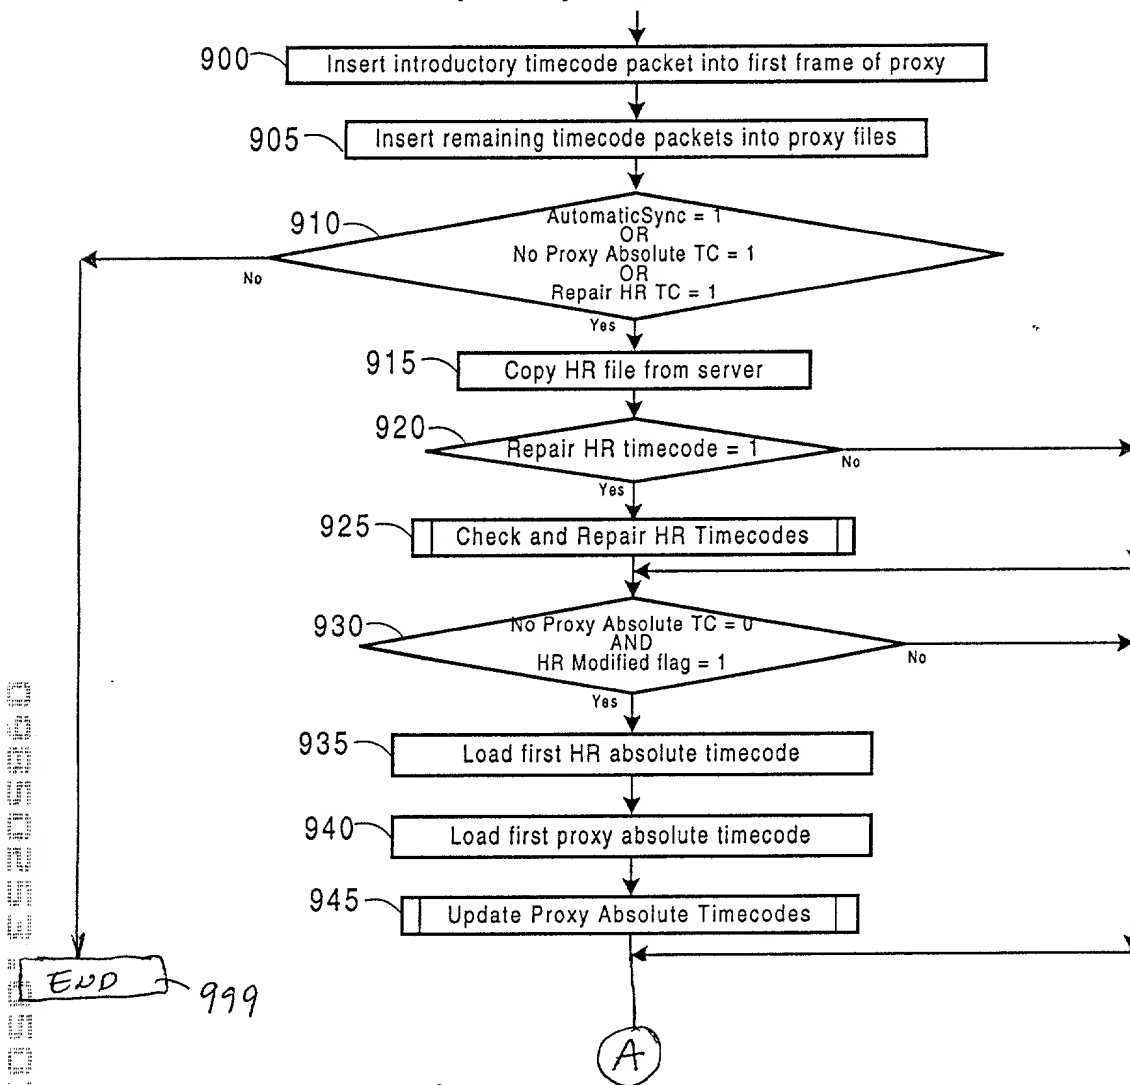 900
Insert introductory timecode packet into first frame of proxy
905
Insert remaining timecode packets into proxy files
910
AutomaticSync = 1
OR
No Proxy Absolute TC = 1
OR
Repair HR TC = 1
No
Yes
915
Copy HR file from server
920
Repair HR timecode = 1
No
Yes
925
Check and Repair HR Timecodes
930
No Proxy Absolute TC = 0
AND
HR Modified flag = 1
No
Yes
935
Load first HR absolute timecode
940
Load first proxy absolute timecode
945
Update Proxy Absolute Timecodes
END
999
A